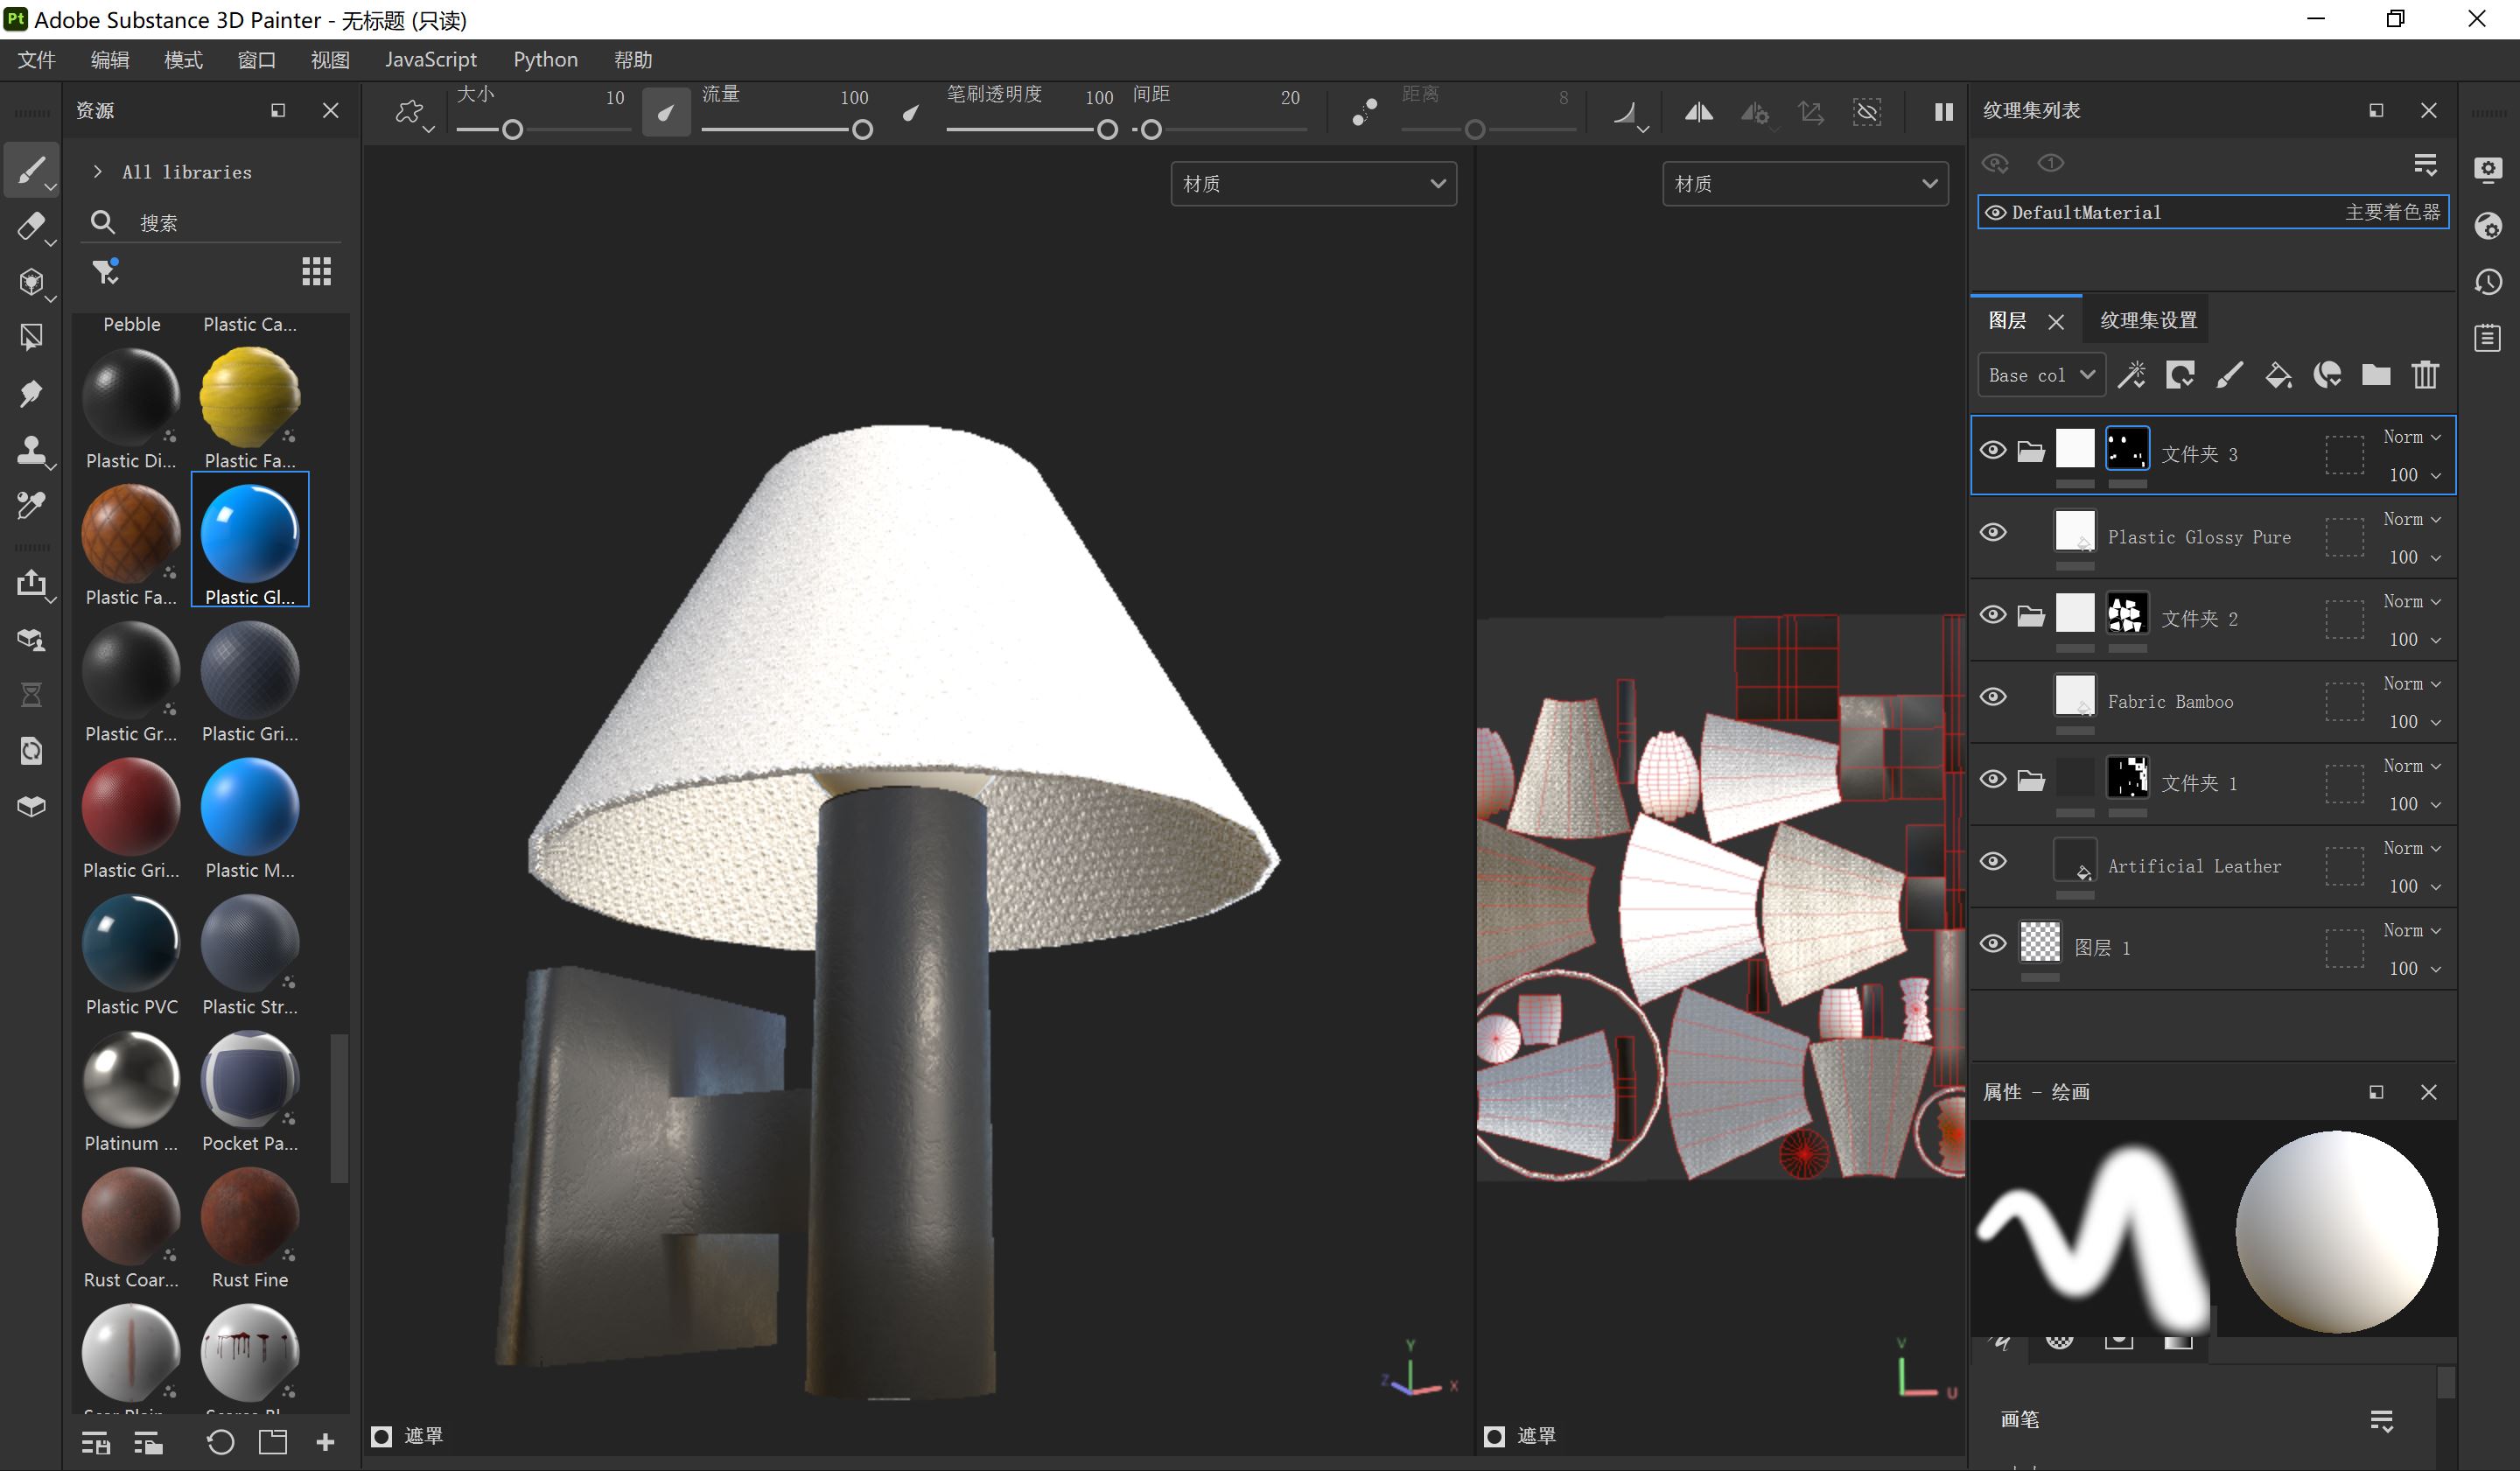 Pt Adobe Substance 3D Painter - 无标题 (只读)
文件 编辑 模式 窗口 视图 JavaScript Python 帮助
资源
大小 10
流量 100
笔刷透明度 100
间距 20
距离 8
All libraries
搜索
Pebble Plastic Ca...
Plastic Di... Plastic Fa...
Plastic Fa... Plastic Gl...
Plastic Gr... Plastic Gri...
Plastic Gri... Plastic M...
Plastic PVC Plastic Str...
Platinum ... Pocket Pa...
Rust Coar... Rust Fine
材质
Y
Z X
遮罩
材质
V
U
遮罩
纹理集列表
1
DefaultMaterial 主要着色器
图层 纹理集设置
Base col
文件夹 3 Norm
100
Plastic Glossy Pure Norm
100
文件夹 2 Norm
100
Fabric Bamboo Norm
100
文件夹 1 Norm
100
Artificial Leather Norm
100
图层 1 Norm
100
属性 - 绘画
画笔